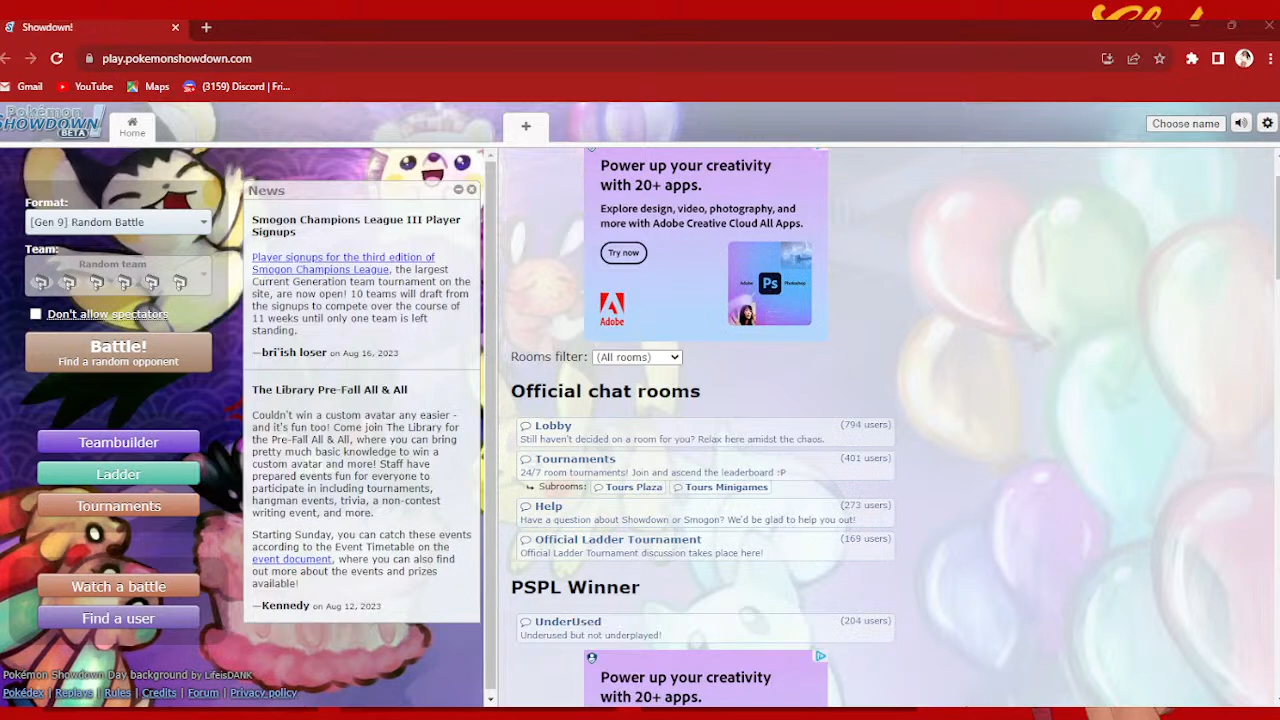 Showdown!
play.pokemonshowdown.com
Gmail
YouTube
Maps
(3159) Discord | Fri...
Pokémon
SHOWDOWN!
BETA
Home
+
Choose name
Format:
[Gen 9] Random Battle
Team:
Random team
Don't allow spectators
Battle!
Find a random opponent
Teambuilder
Ladder
Tournaments
Watch a battle
Find a user
Pokémon Showdown Day background by LifeisDANK
Pokédex | Replays | Rules | Credits | Forum | Privacy policy
News
Smogon Champions League III Player
Signups
Player signups for the third edition of
Smogon Champions League, the largest
Current Generation team tournament on the
site, are now open! 10 teams will draft from
the signups to compete over the course of
11 weeks until only one team is left
standing.
—bri'ish loser on Aug 16, 2023
The Library Pre-Fall All & All
Couldn't win a custom avatar any easier -
and it's fun too! Come join The Library for
the Pre-Fall All & All, where you can bring
pretty much basic knowledge to win a
custom avatar and more! Staff have
prepared events fun for everyone to
participate in including tournaments,
hangman events, trivia, a non-contest
writing event, and more.
Starting Sunday, you can catch these events
according to the Event Timetable on the
event document, where you can also find
out more about the events and prizes
available!
—Kennedy on Aug 12, 2023
Power up your creativity
with 20+ apps.
Explore design, video, photography, and
more with Adobe Creative Cloud All Apps.
Try now
Adobe
Adobe Ps Photoshop
Rooms filter: (All rooms)
Official chat rooms
Lobby (794 users)
Still haven't decided on a room for you? Relax here amidst the chaos.
Tournaments (401 users)
24/7 room tournaments! Join and ascend the leaderboard :P
Subrooms: Tours Plaza Tours Minigames
Help (273 users)
Have a question about Showdown or Smogon? We'd be glad to help you out!
Official Ladder Tournament (169 users)
Official Ladder Tournament discussion takes place here!
PSPL Winner
UnderUsed (204 users)
Underused but not underplayed!
Power up your creativity
with 20+ apps.